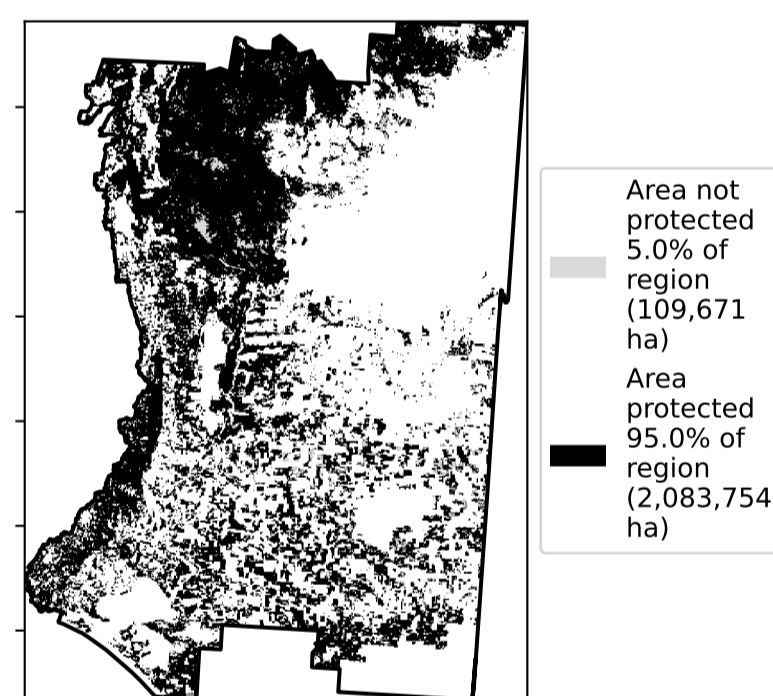 Area not
protected
5.0% of
region
(109,671
ha)
Area
protected
95.0% of
region
(2,083,754
ha)